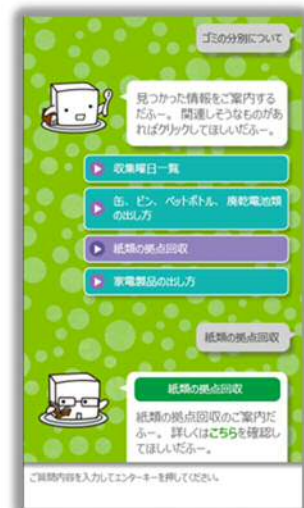 ゴミの分別について
見つかった情報をご案内する
だふー。 関連しそうなものがあ
ればクリックしてほしいだふー。
収集曜日一覧
缶、ビン、ペットボトル、廃乾電池類
の出し方
紙類の拠点回収
家電製品の出し方
紙類の拠点回収
紙類の拠点回収
紙類の拠点回収のご案内だ
ふー。 詳しくはこちらを確認し
てほしいだふー。
ご質問内容を入力してエンターキーを押してください。